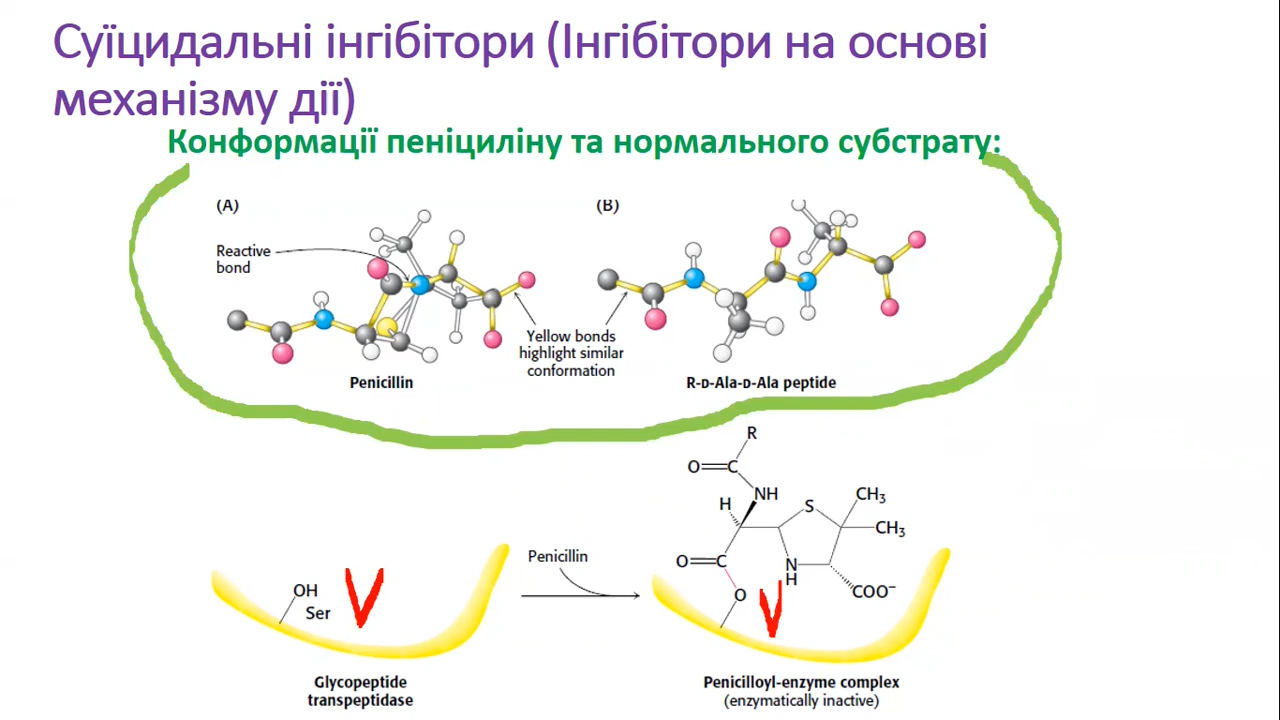 Суїцидальні інгібітори (Інгібітори на основі
механізму дії)
Конформації пеніциліну та нормального субстрату:
(A)
(B)
Reactive
bond
Yellow bonds
highlight similar
conformation
Penicillin
R-D-Ala-D-Ala peptide
R
O
C
NH
H
S
CH3
CH3
O
C
N
H
O
COO–
OH
Ser
Penicillin
Glycopeptide
transpeptidase
Penicilloyl-enzyme complex
(enzymatically inactive)